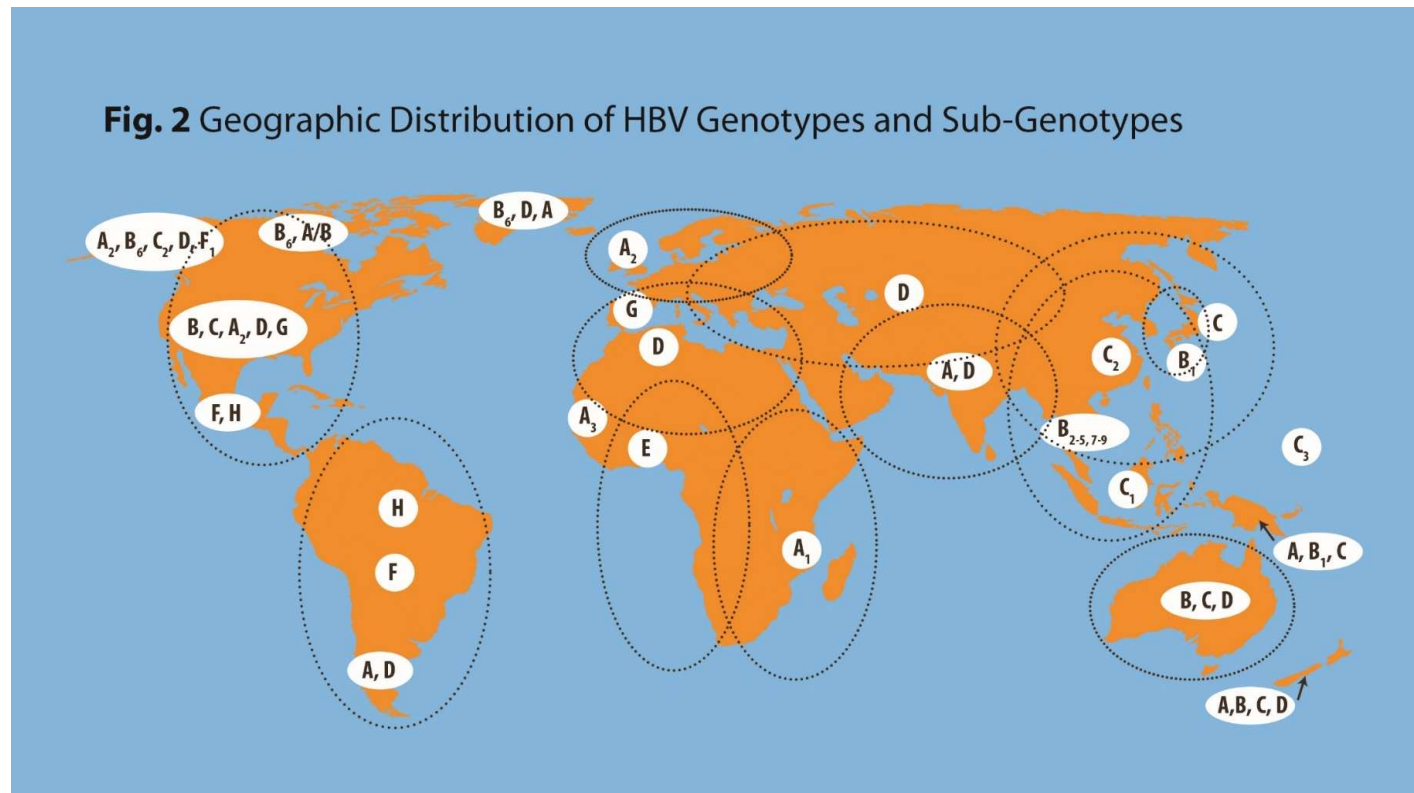 Fig. 2 Geographic Distribution of HBV Genotypes and Sub-Genotypes
B₆, D, A
A₂, B₆, C₂, D, F₁
B₆, A/B
A₂
D
G
B, C, A₂, D, G
C
D
C₂
B₁
A, D
F, H
A₃
B₂₋₅, ₇₋₉
E
C₃
C₁
H
A₁
A, B₁, C
F
B, C, D
A, D
A,B, C, D